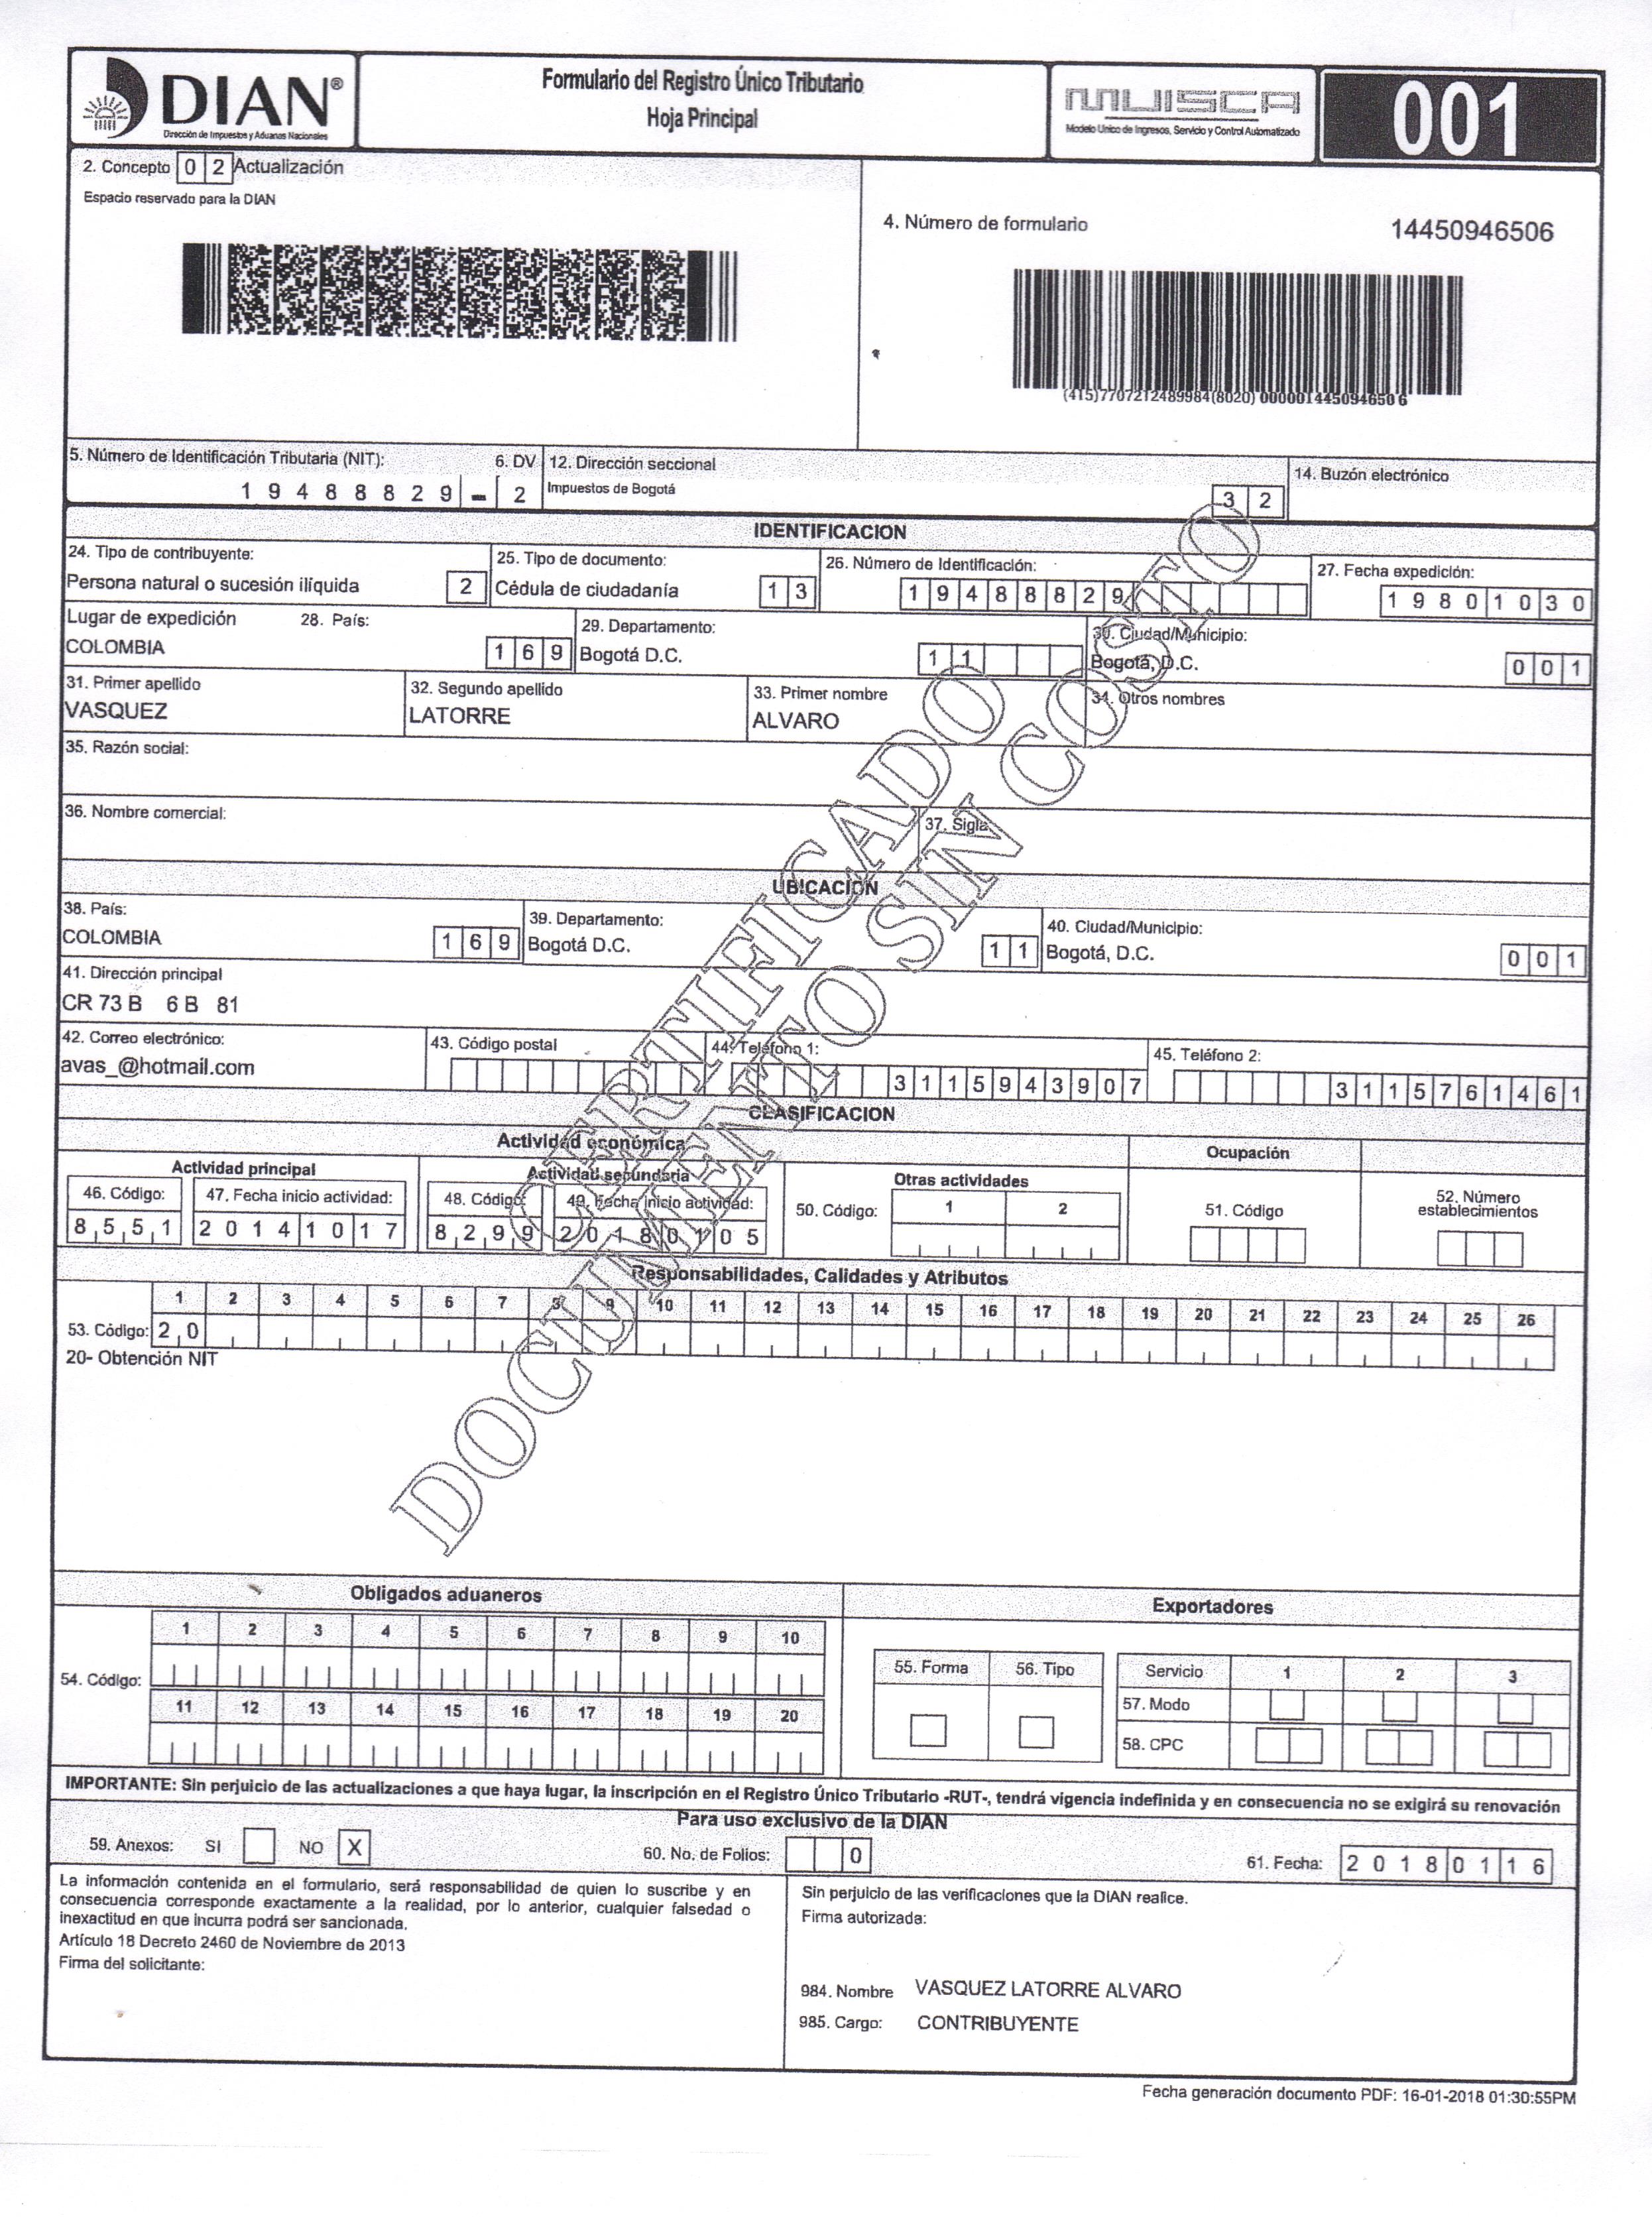 DIAN®
Dirección de Impuestos y Aduanas Nacionales
Formulario del Registro Único Tributario
Hoja Principal
MUISCA
Modelo Unico de Ingresos, Servicio y Control Automatizado
001
2. Concepto 0 2 Actualización
Espacio reservado para la DIAN
4. Número de formulario 14450946506
(415)7707212489984(8020) 0000014450946506
5. Número de Identificación Tributaria (NIT): 6. DV 12. Dirección seccional 14. Buzón electrónico
1 9 4 8 8 8 2 9 - 2 Impuestos de Bogotá 3 2
IDENTIFICACION
24. Tipo de contribuyente: 25. Tipo de documento: 26. Número de Identificación: 27. Fecha expedición:
Persona natural o sucesión ilíquida 2 Cédula de ciudadanía 1 3 1 9 4 8 8 8 2 9 1 9 8 0 1 0 3 0
Lugar de expedición 28. País: 29. Departamento: 30. Ciudad/Municipio:
COLOMBIA 1 6 9 Bogotá D.C. 1 1 Bogotá, D.C. 0 0 1
31. Primer apellido 32. Segundo apellido 33. Primer nombre 34. Otros nombres
VASQUEZ LATORRE ALVARO
35. Razón social:
36. Nombre comercial: 37. Sigla:
UBICACION
38. País: 39. Departamento: 40. Ciudad/Municipio:
COLOMBIA 1 6 9 Bogotá D.C. 1 1 Bogotá, D.C. 0 0 1
41. Dirección principal
CR 73 B 6 B 81
42. Correo electrónico: 43. Código postal 44. Teléfono 1: 45. Teléfono 2:
avas_@hotmail.com 3 1 1 5 9 4 3 9 0 7 3 1 1 5 7 6 1 4 6 1
CLASIFICACION
Actividad económica Ocupación
Actividad principal Actividad secundaria Otras actividades
46. Código: 47. Fecha inicio actividad: 48. Código: 49. Fecha inicio actividad: 50. Código: 1 2 51. Código 52. Número establecimientos
8 5 5 1 2 0 1 4 1 0 1 7 8 2 9 9 2 0 1 8 0 1 0 5
Responsabilidades, Calidades y Atributos
1 2 3 4 5 6 7 8 9 10 11 12 13 14 15 16 17 18 19 20 21 22 23 24 25 26
53. Código: 2 0
20- Obtención NIT
DOCUMENTO SIN COSTO
CERTIFICADO
Obligados aduaneros Exportadores
1 2 3 4 5 6 7 8 9 10
54. Código:
11 12 13 14 15 16 17 18 19 20
55. Forma 56. Tipo Servicio 1 2 3
57. Modo
58. CPC
IMPORTANTE: Sin perjuicio de las actualizaciones a que haya lugar, la inscripción en el Registro Único Tributario -RUT-, tendrá vigencia indefinida y en consecuencia no se exigirá su renovación
Para uso exclusivo de la DIAN
59. Anexos: SI NO X 60. No. de Folios: 0 61. Fecha: 2 0 1 8 0 1 1 6
La información contenida en el formulario, será responsabilidad de quien lo suscribe y en
consecuencia corresponde exactamente a la realidad, por lo anterior, cualquier falsedad o
inexactitud en que incurra podrá ser sancionada.
Artículo 18 Decreto 2460 de Noviembre de 2013
Firma del solicitante:
Sin perjuicio de las verificaciones que la DIAN realice.
Firma autorizada:
984. Nombre VASQUEZ LATORRE ALVARO
985. Cargo: CONTRIBUYENTE
Fecha generación documento PDF: 16-01-2018 01:30:55PM